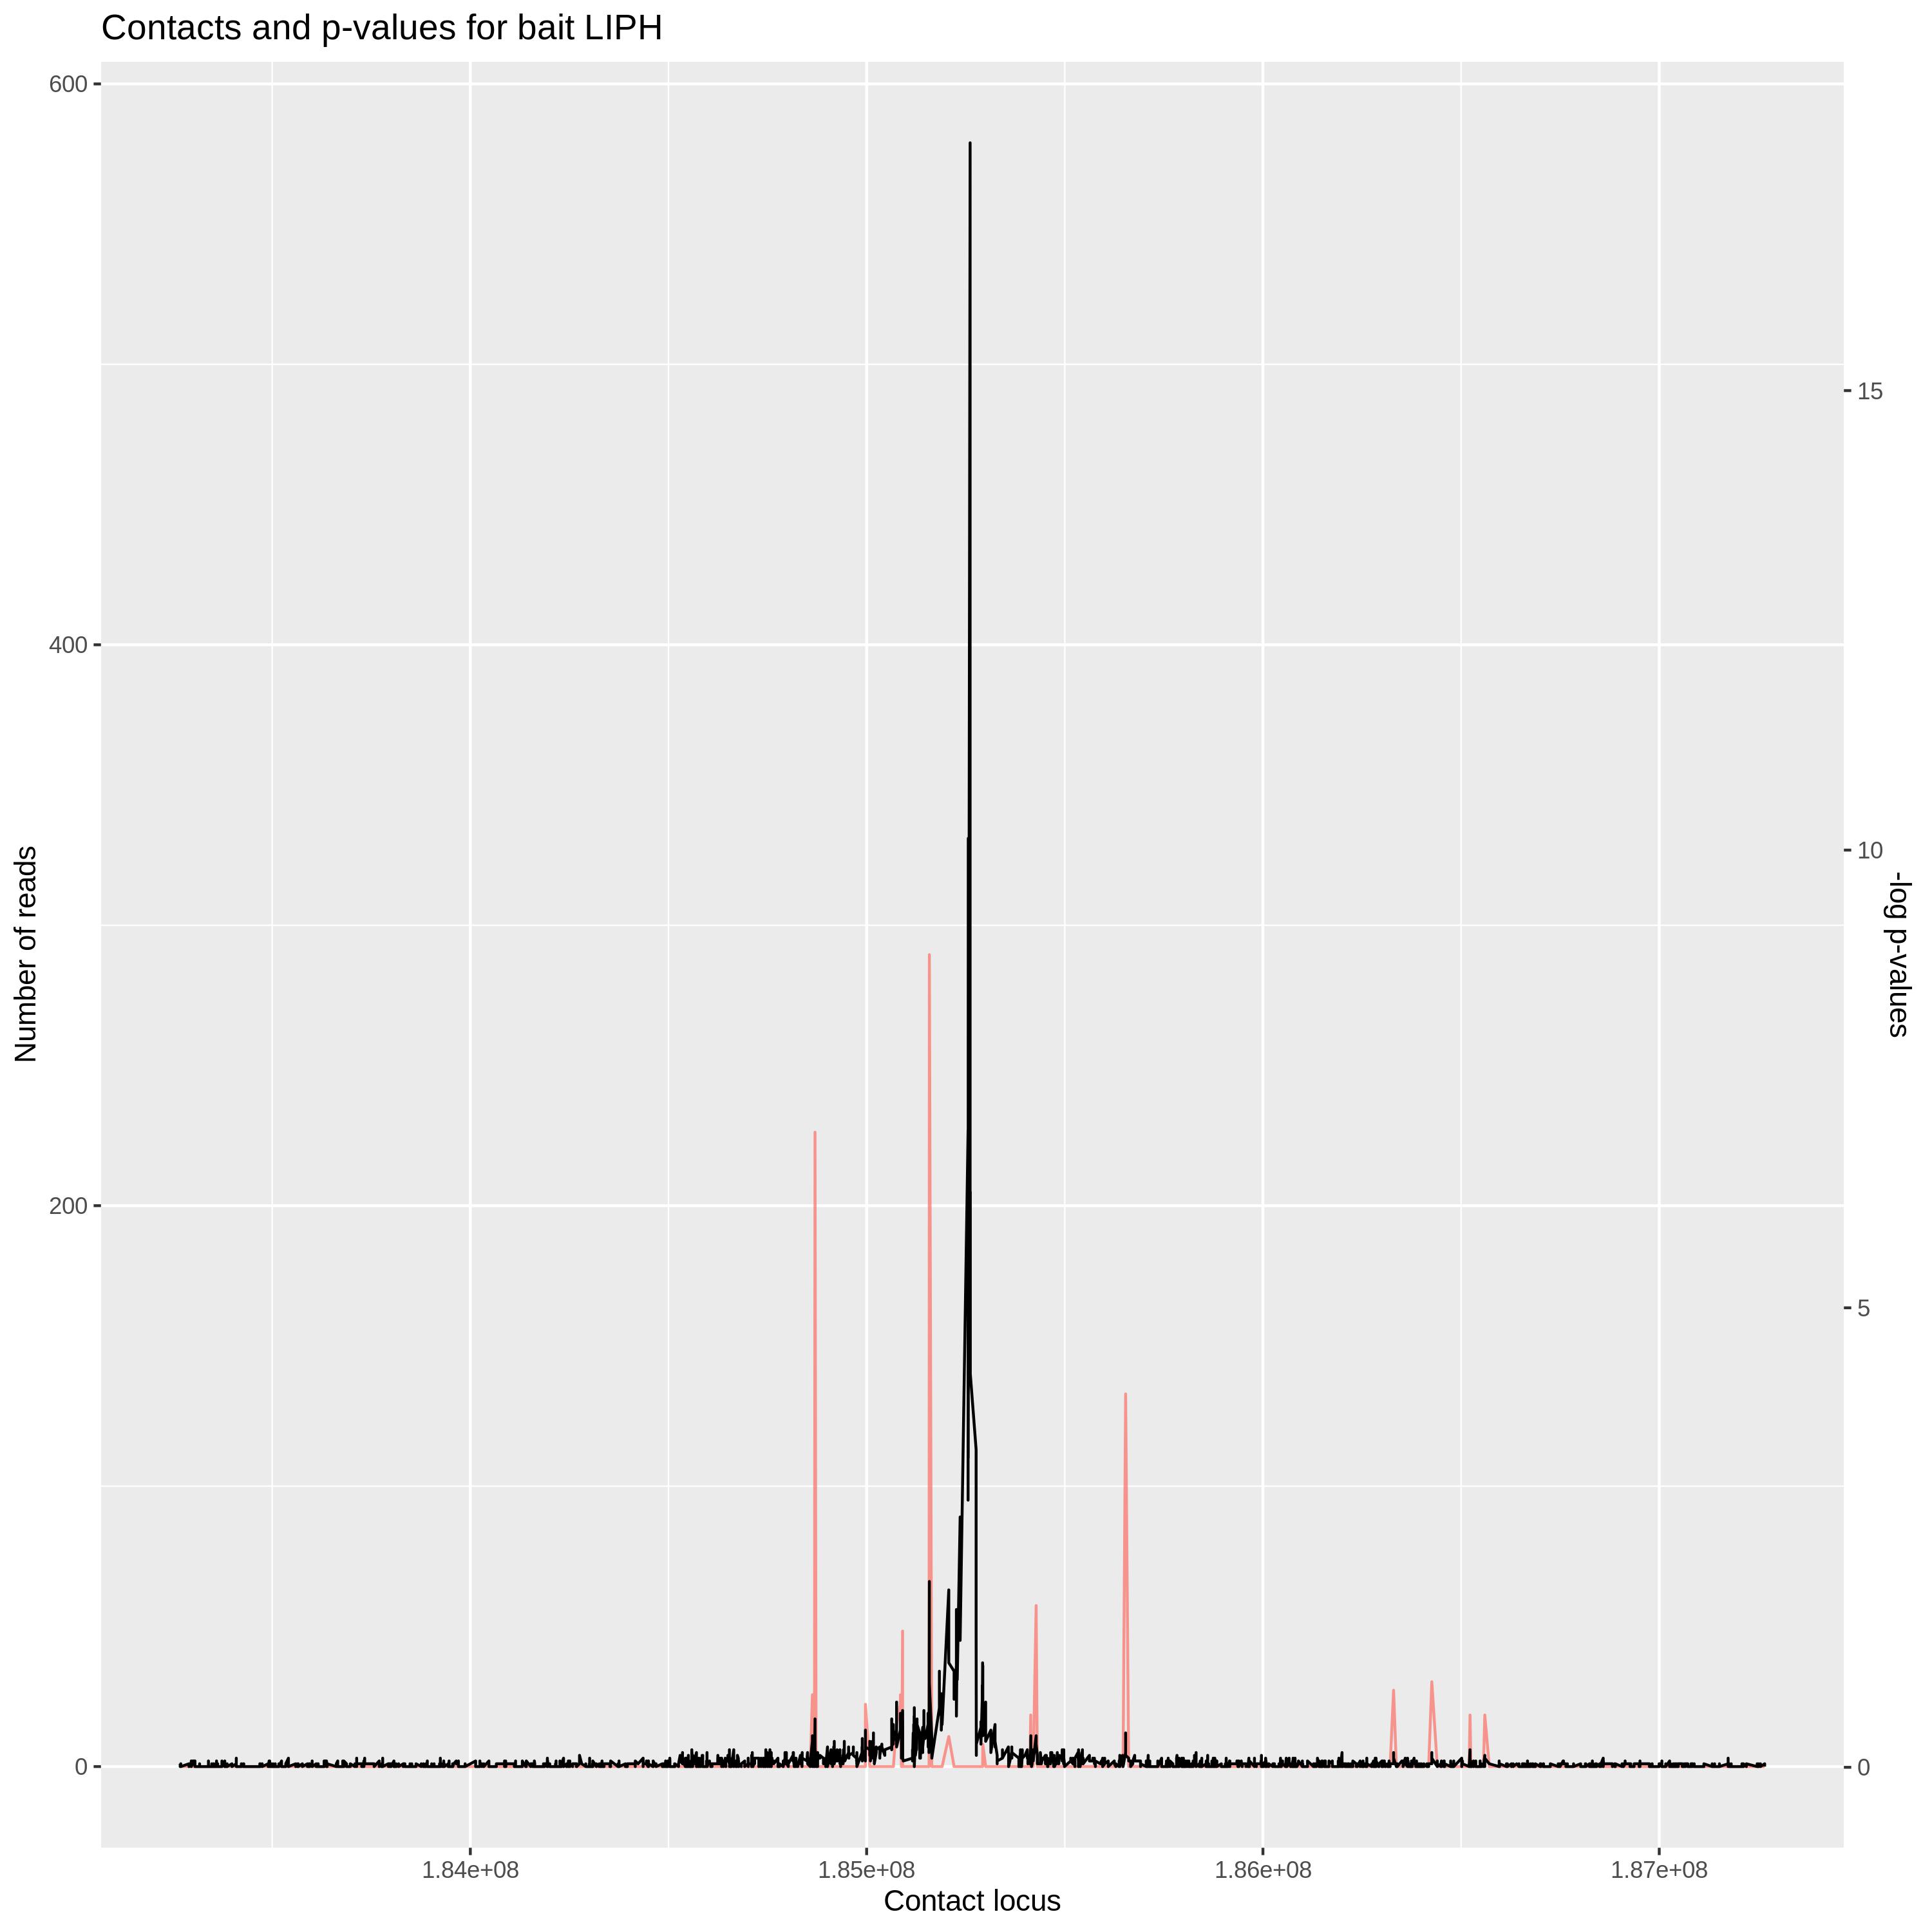 Contacts and p-values for bait LIPH
600
400
200
0
Number of reads
15
10
5
0
-log p-values
1.84e+08 1.85e+08 1.86e+08 1.87e+08
Contact locus